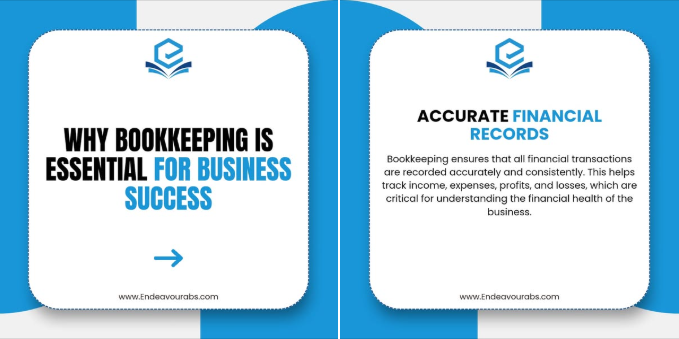 WHY BOOKKEEPING IS
ESSENTIAL FOR BUSINESS
SUCCESS
www.Endeavourabs.com
ACCURATE FINANCIAL
RECORDS
Bookkeeping ensures that all financial transactions
are recorded accurately and consistently. This helps
track income, expenses, profits, and losses, which are
critical for understanding the financial health of the
business.
www.Endeavourabs.com